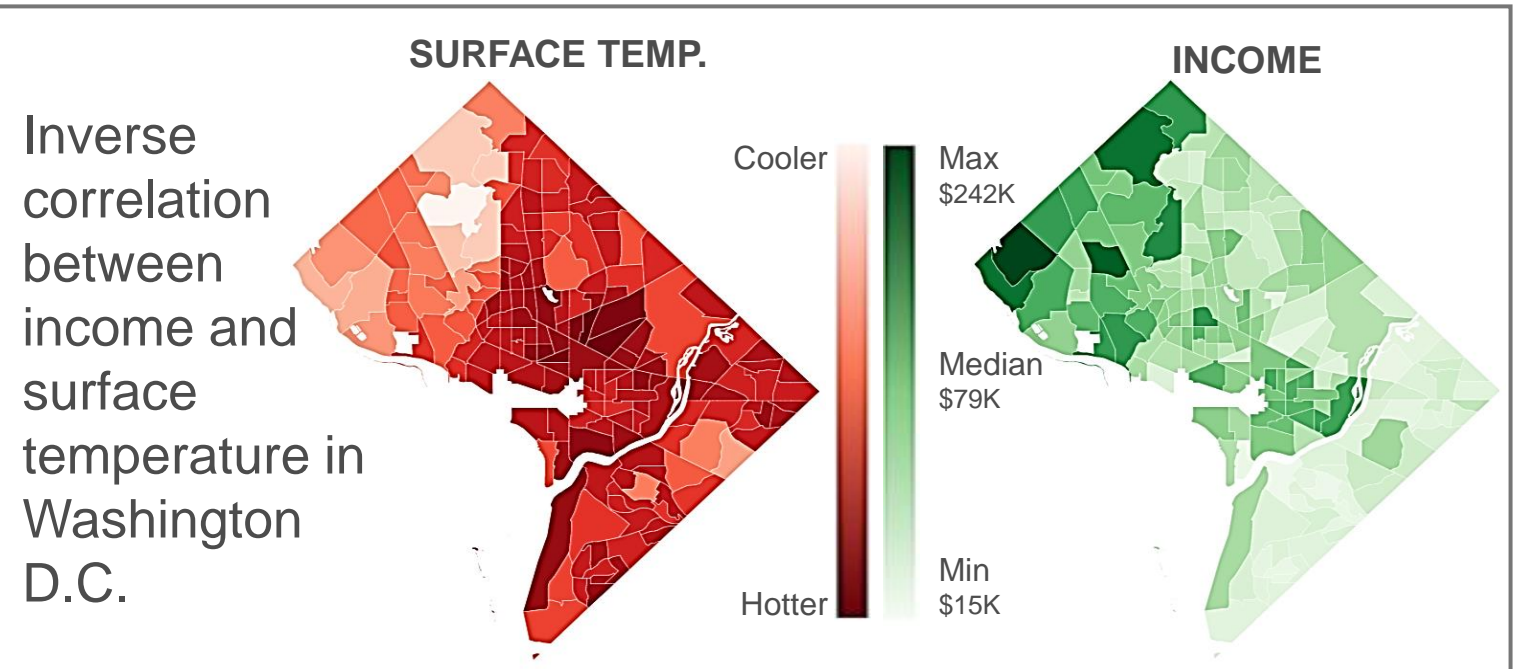 SURFACE TEMP.
INCOME
Inverse
correlation
between
income and
surface
temperature in
Washington
D.C.
Cooler
Hotter
Max
$242K
Median
$79K
Min
$15K